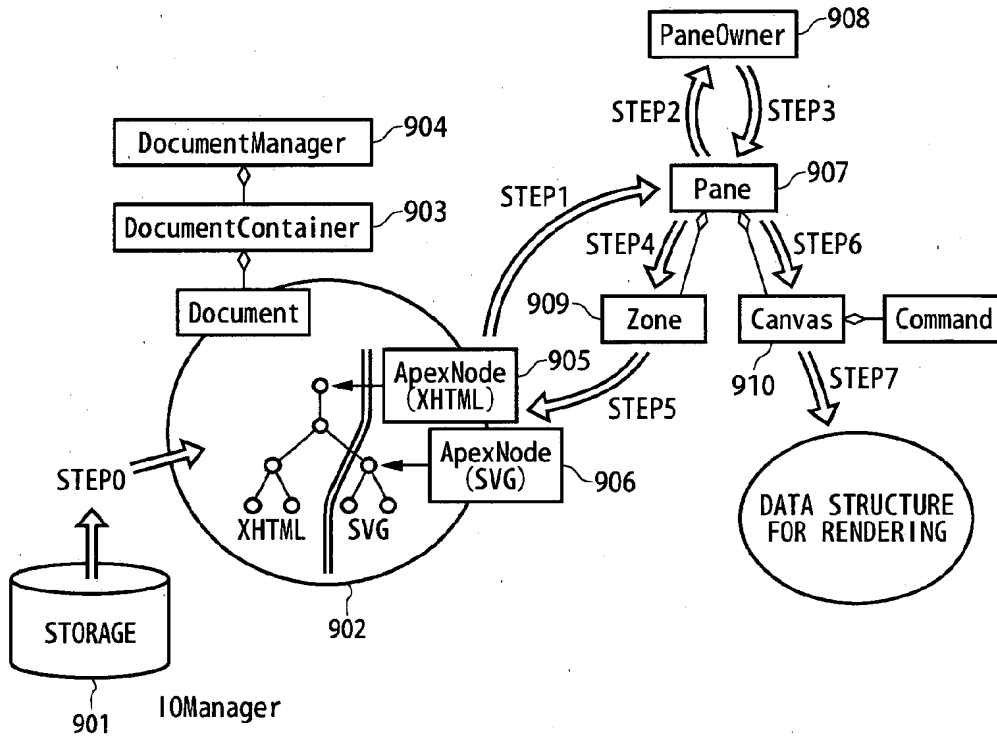 PaneOwner
908
STEP2
STEP3
DocumentManager
904
Pane
907
STEP1
DocumentContainer
903
STEP4
STEP6
Document
909
Zone
Canvas
Command
ApexNode
(XHTML)
905
910
STEP5
STEP7
ApexNode
(SVG)
906
STEP0
XHTML
SVG
DATA STRUCTURE
FOR RENDERING
902
STORAGE
901
IOManager